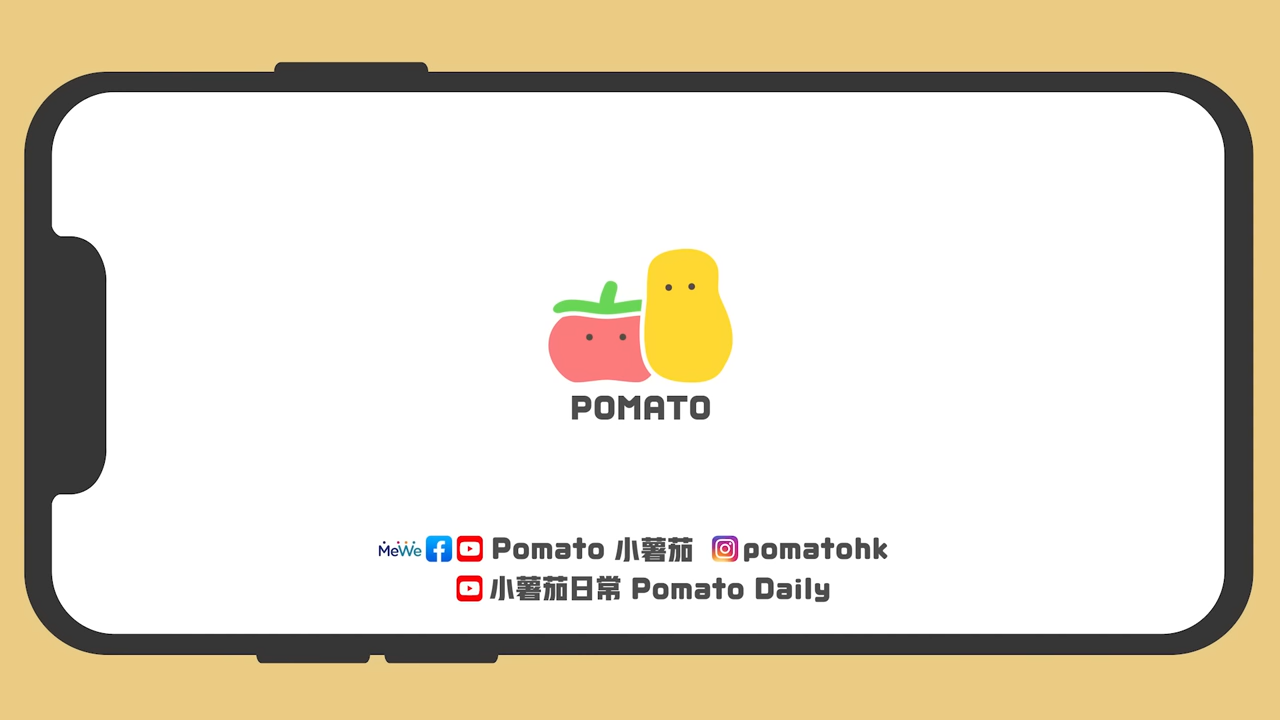 POMATO
MeWe Pomato 小薯茄 pomatohk
小薯茄日常 Pomato Daily